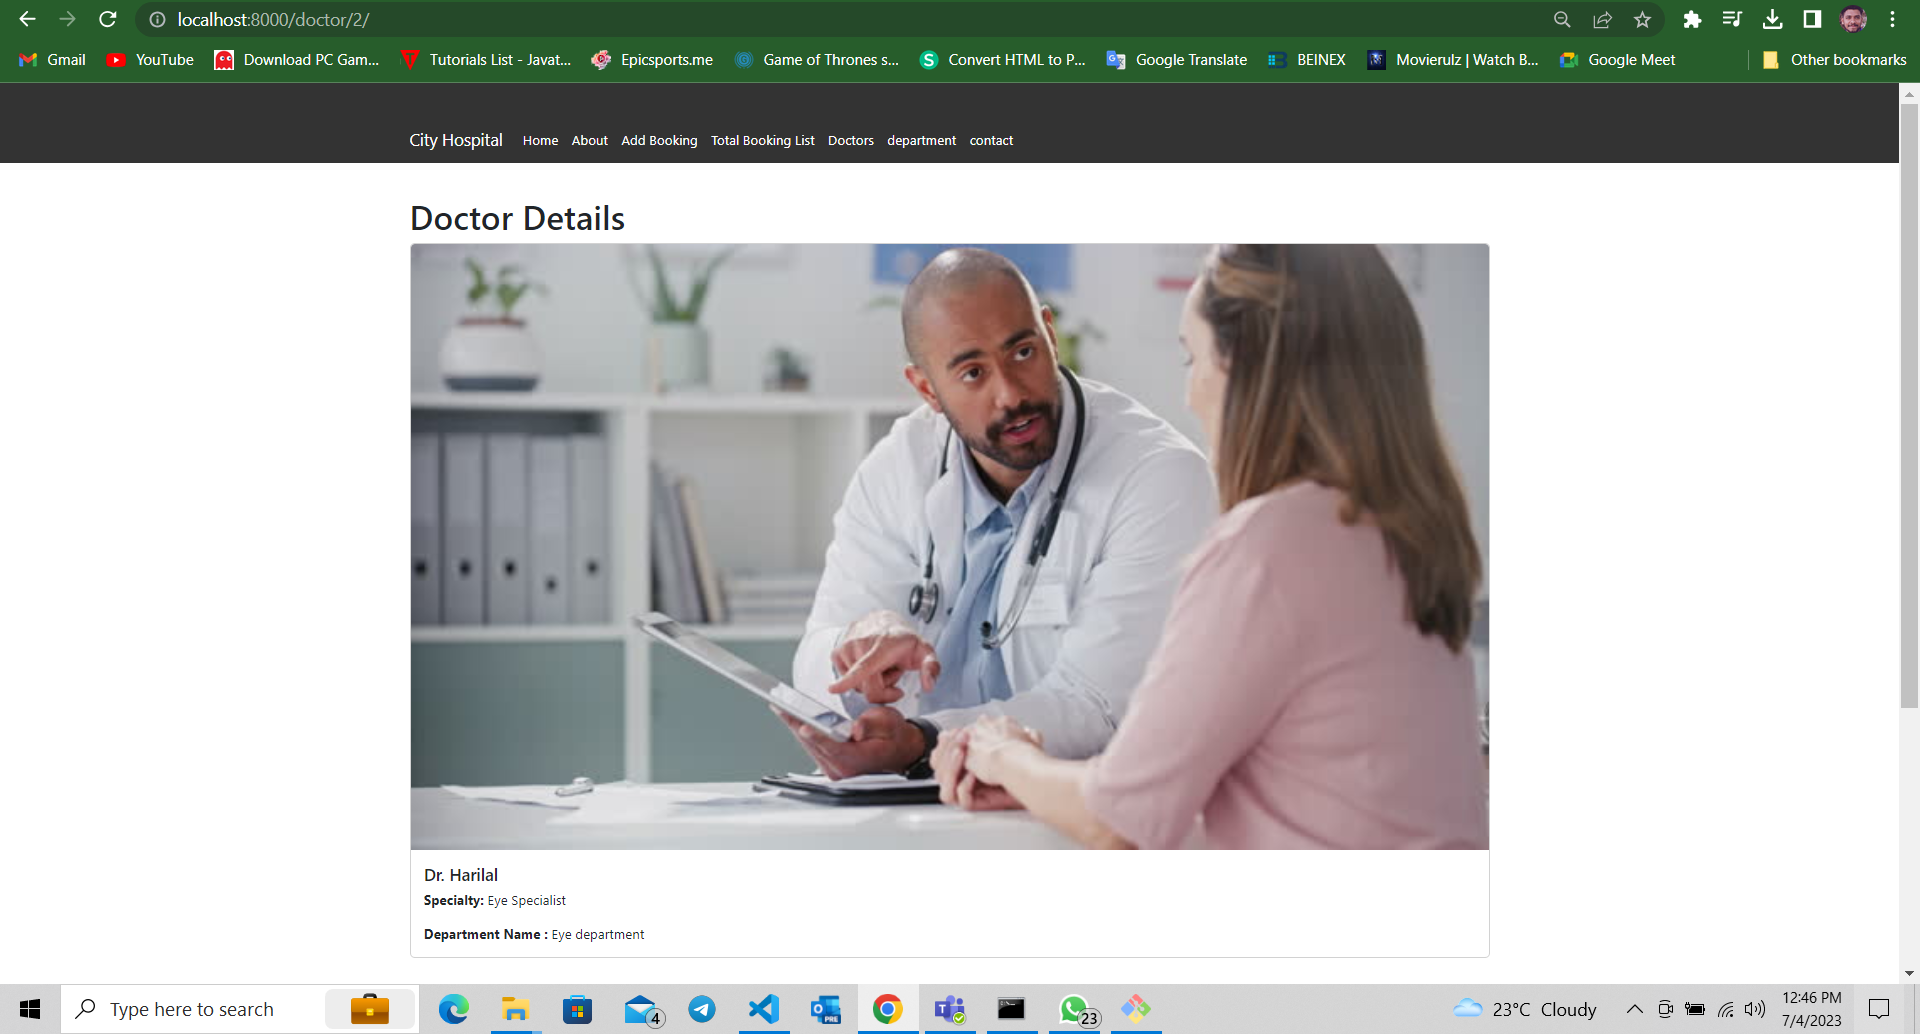 localhost:8000/doctor/2/
Gmail YouTube Download PC Gam... Tutorials List - Javat... Epicsports.me Game of Thrones s... Convert HTML to P... Google Translate BEINEX Movierulz | Watch B... Google Meet Other bookmarks
City Hospital Home About Add Booking Total Booking List Doctors department contact
Doctor Details
Dr. Harilal
Specialty: Eye Specialist
Department Name : Eye department
Type here to search 4 PRE 23 23°C Cloudy 12:46 PM
7/4/2023